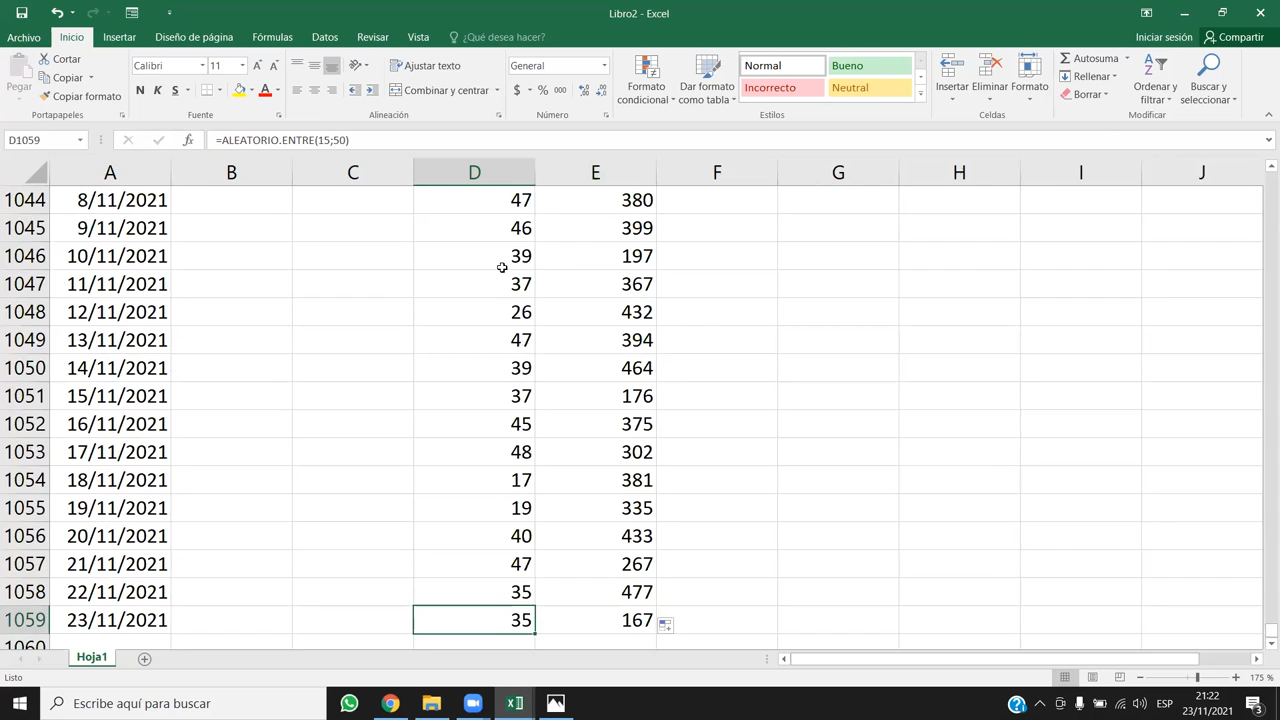 Libro2 - Excel
Archivo Inicio Insertar Diseño de página Fórmulas Datos Revisar Vista ¿Qué desea hacer? Iniciar sesión Compartir
Pegar
Cortar
Copiar
Copiar formato
Portapapeles
Calibri 11
N K S
Fuente
Ajustar texto
Combinar y centrar
Alineación
General
$ % 000
Número
Formato condicional
Dar formato como tabla
Normal Bueno
Incorrecto Neutral
Estilos
Insertar Eliminar Formato
Celdas
Autosuma
Rellenar
Borrar
Ordenar y filtrar
Buscar y seleccionar
Modificar
D1059 fx =ALEATORIO.ENTRE(15;50)
A B C D E F G H I J
1044 8/11/2021 47 380
1045 9/11/2021 46 399
1046 10/11/2021 39 197
1047 11/11/2021 37 367
1048 12/11/2021 26 432
1049 13/11/2021 47 394
1050 14/11/2021 39 464
1051 15/11/2021 37 176
1052 16/11/2021 45 375
1053 17/11/2021 48 302
1054 18/11/2021 17 381
1055 19/11/2021 19 335
1056 20/11/2021 40 433
1057 21/11/2021 47 267
1058 22/11/2021 35 477
1059 23/11/2021 35 167
1060
Hoja1
Listo 175 %
Escribe aquí para buscar
ESP
21:22
23/11/2021